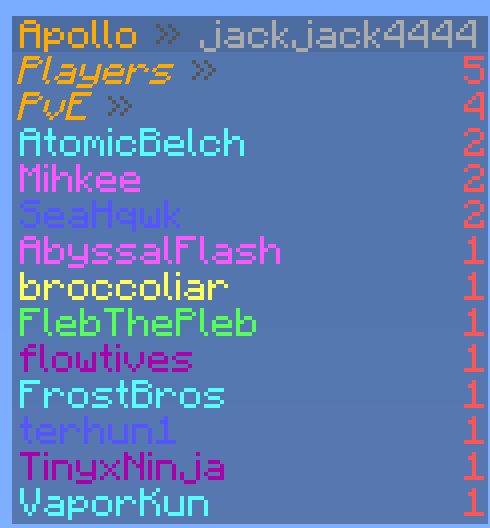 Apollo » jackjack4444
Players » 5
PvE » 4
AtomicBelch 2
Mihkee 2
SeaHqwk 2
AbyssalFlash 1
broccoliar 1
FlebThePleb 1
flowtives 1
FrostBros 1
terhun1 1
TinyxNinja 1
VaporKun 1